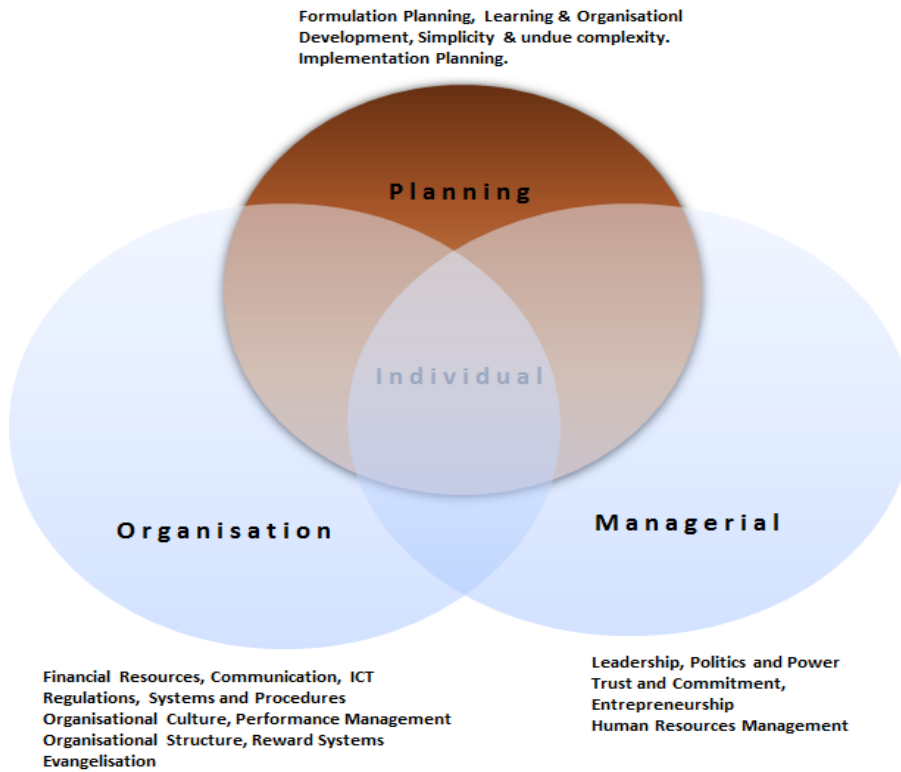 Formulation Planning, Learning & Organisationl
Development, Simplicity & undue complexity.
Implementation Planning.
Planning
Individual
Organisation
Managerial
Financial Resources, Communication, ICT
Regulations, Systems and Procedures
Organisational Culture, Performance Management
Organisational Structure, Reward Systems
Evangelisation
Leadership, Politics and Power
Trust and Commitment,
Entrepreneurship
Human Resources Management